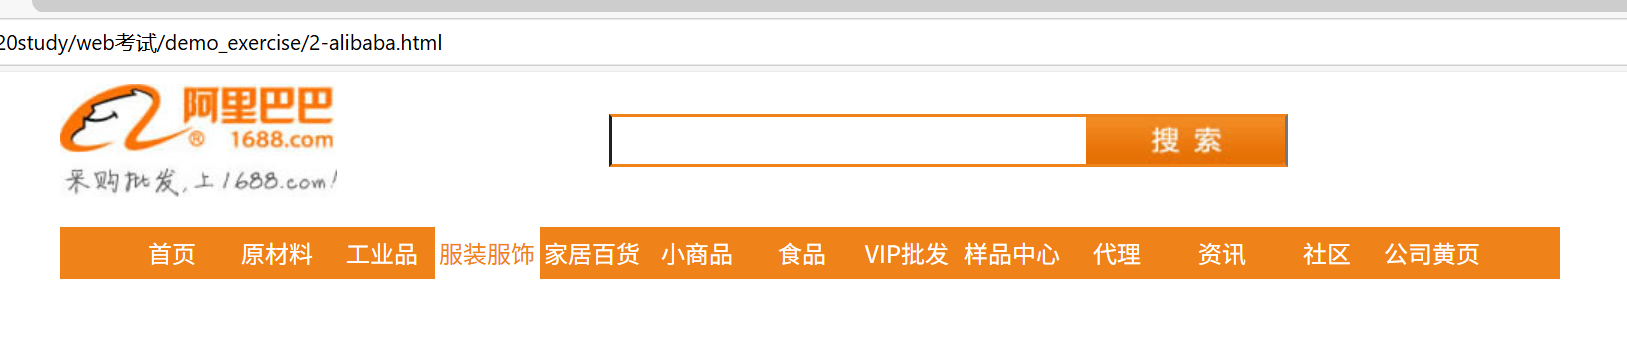 20study/web考试/demo_exercise/2-alibaba.html
阿里巴巴
® 1688.com
采购批发,上1688.com!
搜 索
首页 原材料 工业品 服装服饰 家居百货 小商品 食品 VIP批发 样品中心 代理 资讯 社区 公司黄页